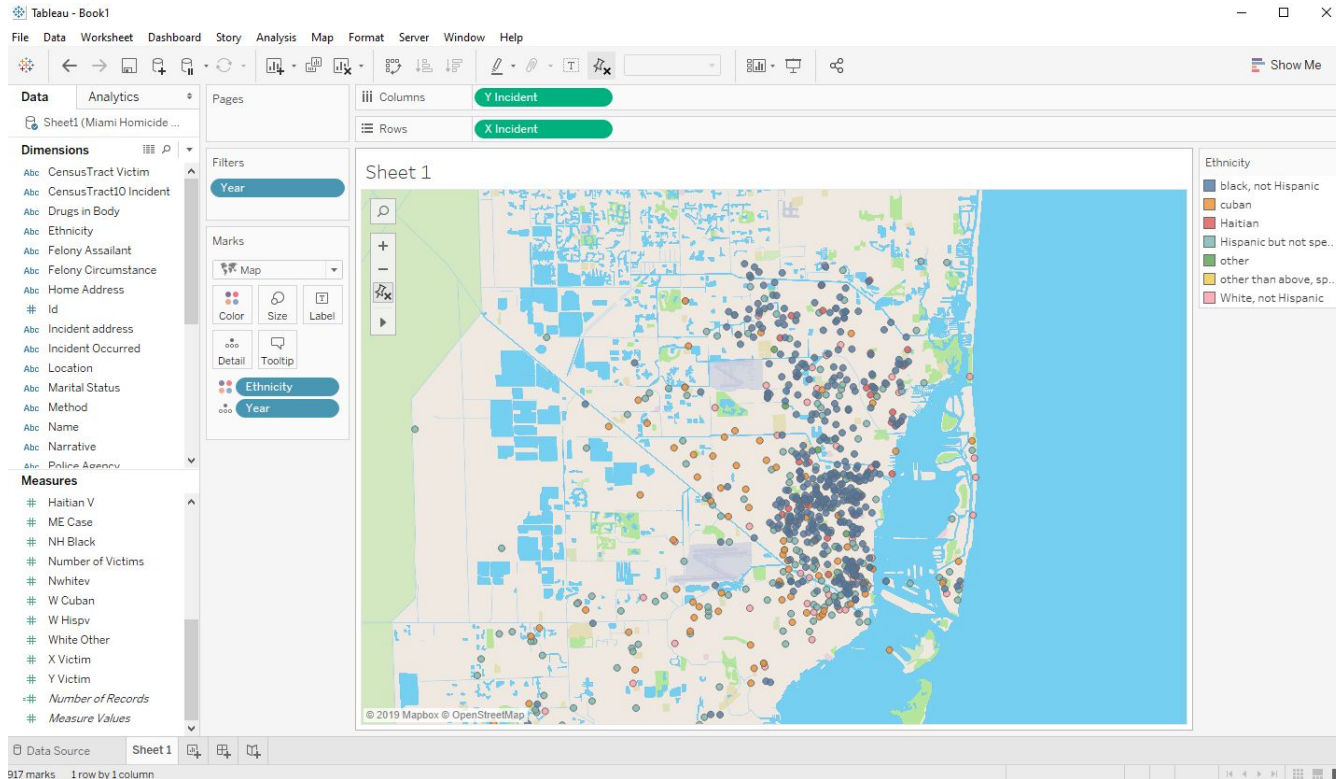 Tableau - Book1
File Data Worksheet Dashboard Story Analysis Map Format Server Window Help
Show Me
Data Analytics
Sheet1 (Miami Homicide ...
Dimensions
Abc CensusTract Victim
Abc CensusTract10 Incident
Abc Drugs in Body
Abc Ethnicity
Abc Felony Assailant
Abc Felony Circumstance
Abc Home Address
# Id
Abc Incident address
Abc Incident Occurred
Abc Location
Abc Marital Status
Abc Method
Abc Name
Abc Narrative
Abc Police Agency
Measures
# Haitian V
# ME Case
# NH Black
# Number of Victims
# Nwhitev
# W Cuban
# W Hispv
# White Other
# X Victim
# Y Victim
=# Number of Records
# Measure Values
Pages
Filters
Year
Marks
Map
Color Size Label
Detail Tooltip
Ethnicity
Year
Columns Y Incident
Rows X Incident
Sheet 1
© 2019 Mapbox © OpenStreetMap
Ethnicity
black, not Hispanic
cuban
Haitian
Hispanic but not spe..
other
other than above, sp..
White, not Hispanic
Data Source Sheet 1
917 marks 1 row by 1 column